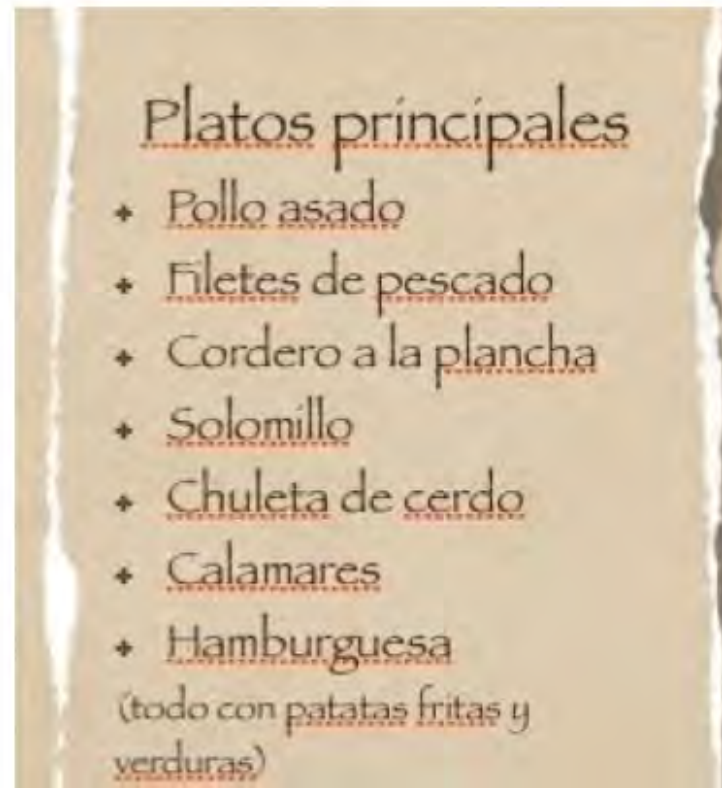 Platos principales
Pollo asado
Filetes de pescado
Cordero a la plancha
Solomillo
Chuleta de cerdo
Calamares
Hamburguesa
(todo con patatas fritas y
verduras)